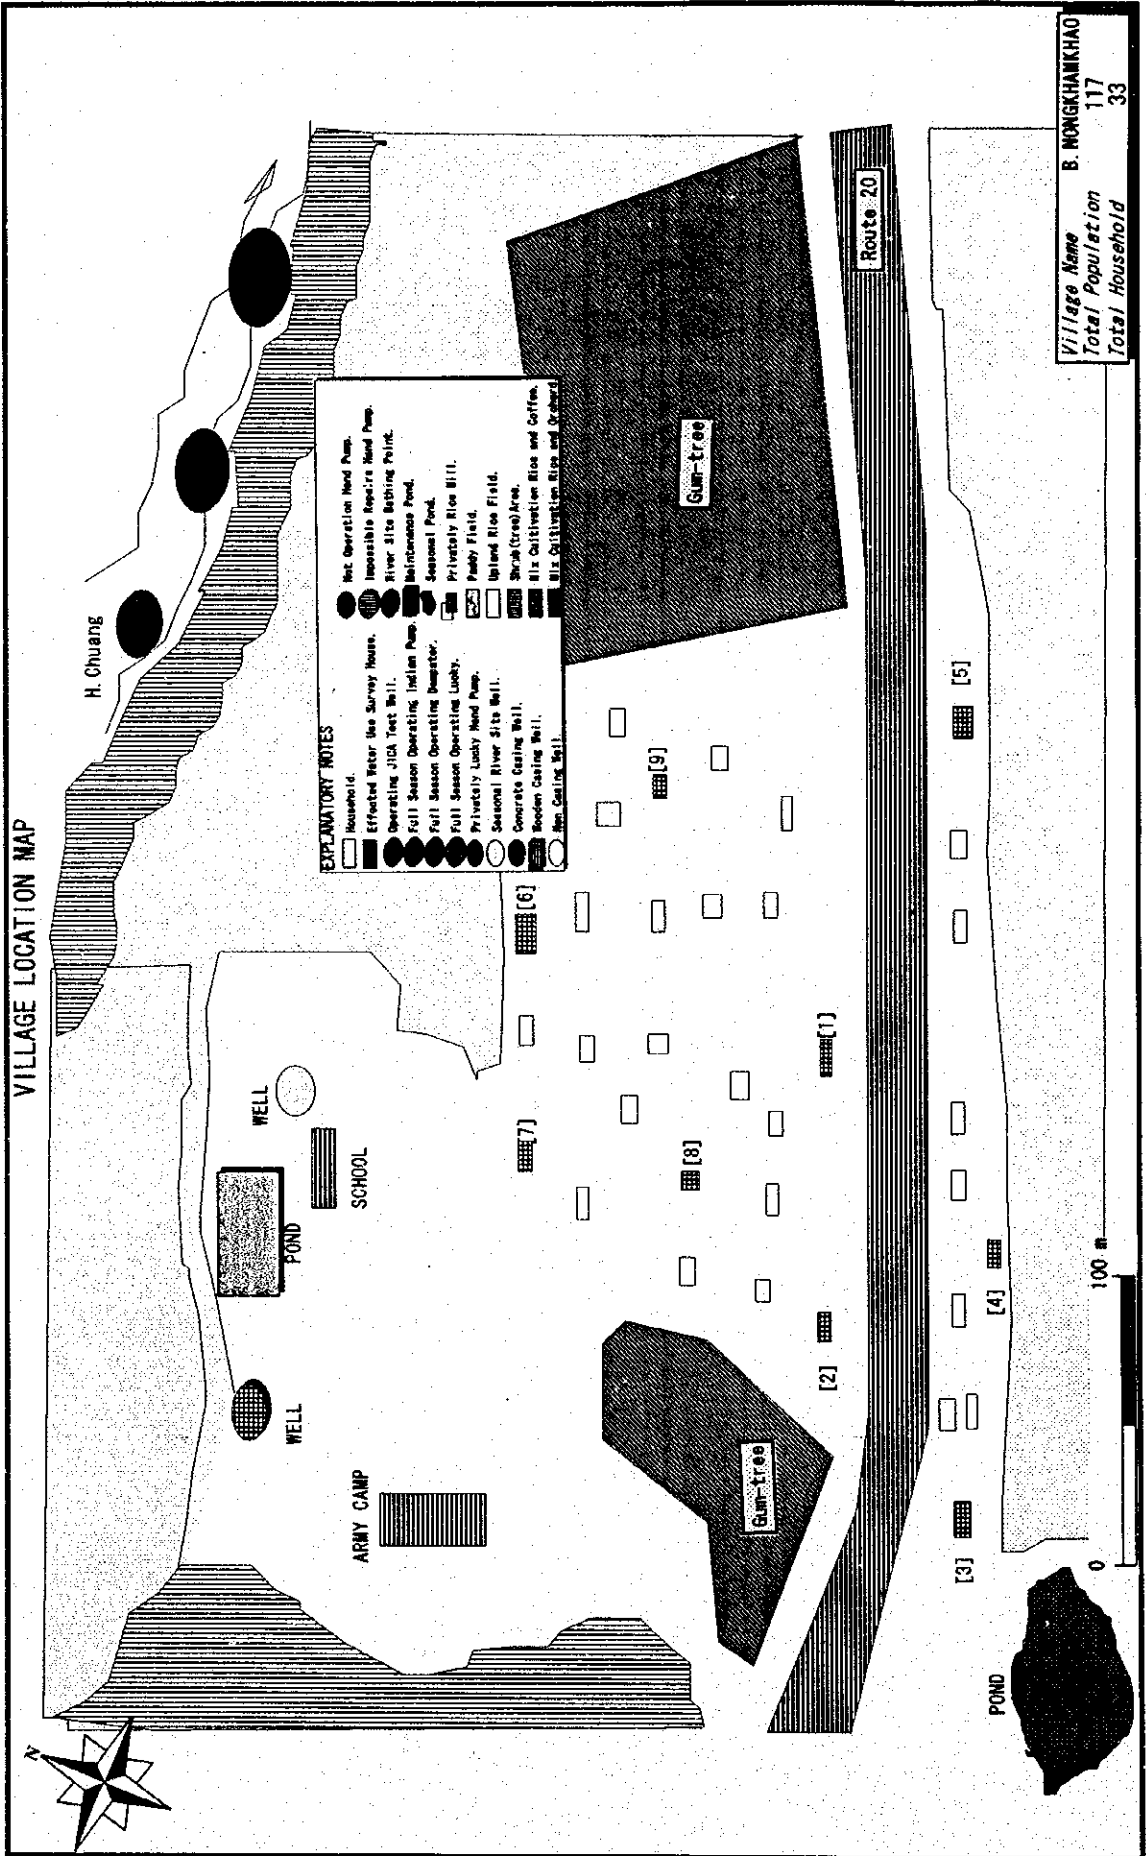 VILLAGE LOCATION MAP
N
H. Chuang
WELL
POND
SCHOOL
WELL
ARMY CAMP
EXPLANATORY NOTES
Household.
Effected Water Use Survey House.
Operating JICA Test Well.
Full Season Operating Indian Pump.
Full Season Operating Dempster.
Full Season Operating Lucky.
Privately Lucky Hand Pump.
Seasonal River Site Well.
Concrete Casing Well.
Wooden Casing Well.
Non Casing Well.
Not Operation Hand Pump.
Impossible Repairs Hand Pump.
River Site Bathing Point.
Maintenance Pond.
Seasonal Pond.
Privately Rice Mill.
Paddy Field.
Upland Rice Field.
Shrub(tree)Area.
Mix Cultivation Rice and Coffee.
Mix Cultivation Rice and Orchard.
[6]
[7]
[9]
[8]
Gum-tree
Gum-tree
[1]
[2]
Route 20
[5]
[4]
[3]
POND
0
100 m
Village Name B. NONGKHAMKHAO
Total Population 117
Total Household 33